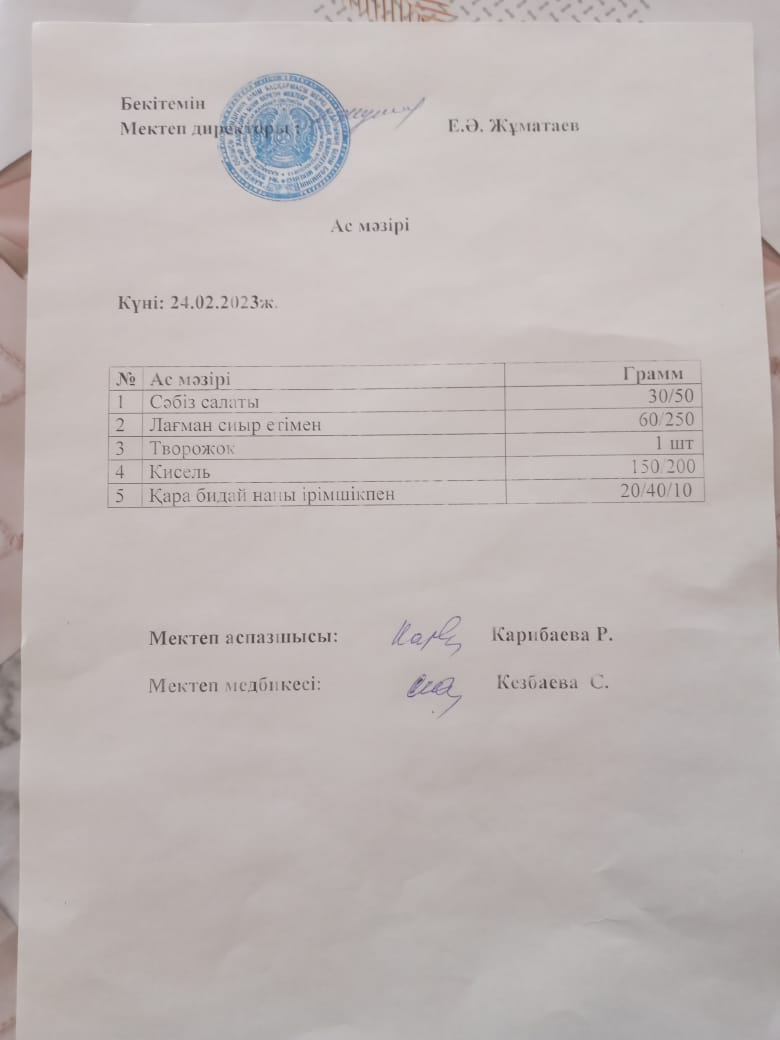 Бекітемін
Мектеп директоры : Е.Ә. Жұматаев
Ас мәзірі
Күні: 24.02.2023ж.
№ Ас мәзірі Грамм
1 Сәбіз салаты 30/50
2 Лағман сиыр етімен 60/250
3 Творожок 1 шт
4 Кисель 150/200
5 Қара бидай наны ірімшікпен 20/40/10
Мектеп аспазшысы: Карибаева Р.
Мектеп медбикесі: Кезбаева С.